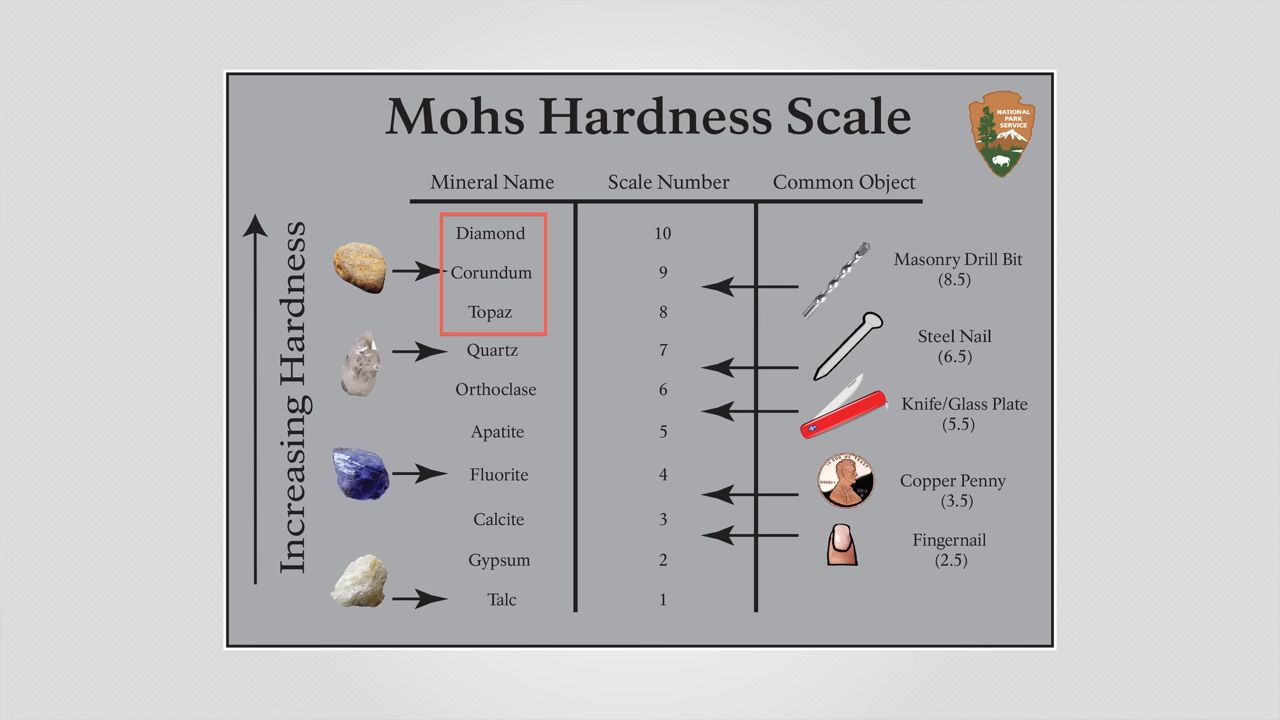 Mohs Hardness Scale
NATIONAL
PARK
SERVICE
Mineral Name Scale Number Common Object
Increasing Hardness
Diamond 10
Corundum 9
Masonry Drill Bit
(8.5)
Topaz 8
Quartz 7
Steel Nail
(6.5)
Orthoclase 6
Knife/Glass Plate
(5.5)
Apatite 5
Fluorite 4
Copper Penny
(3.5)
Calcite 3
Fingernail
(2.5)
Gypsum 2
Talc 1